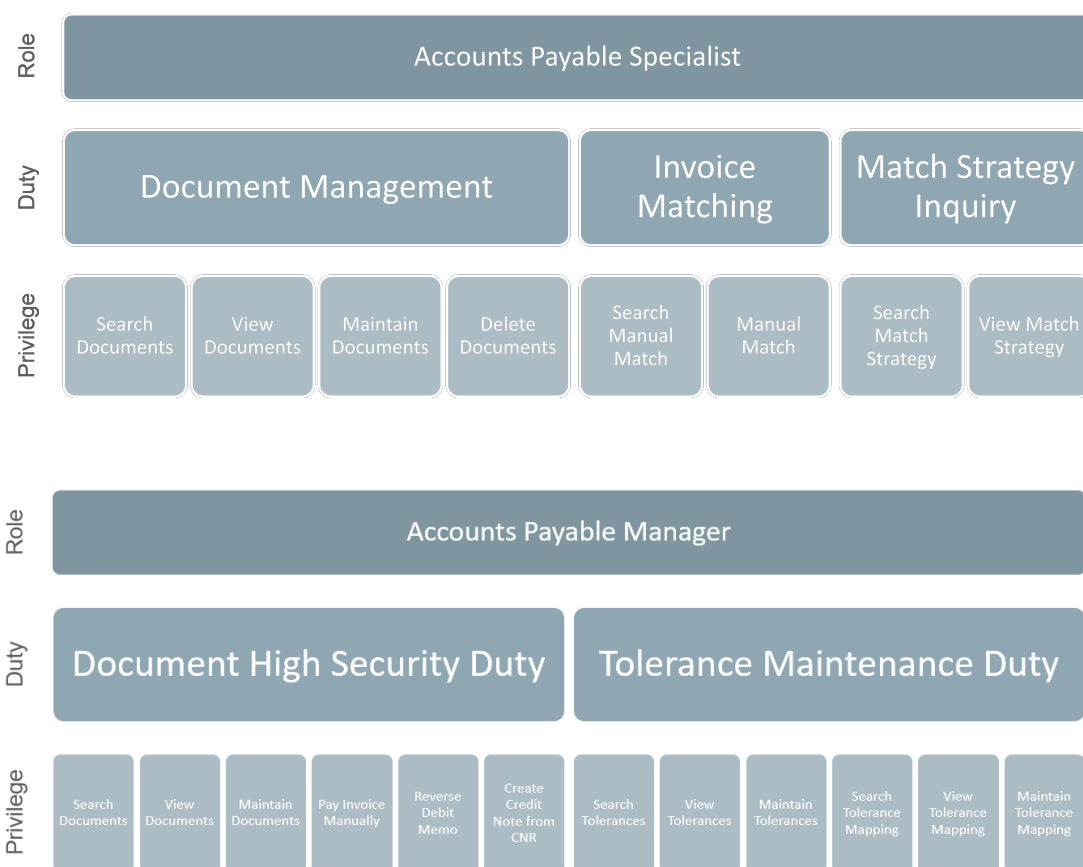 Role
Accounts Payable Specialist
Duty
Document Management
Invoice
Matching
Match Strategy
Inquiry
Privilege
Search
Documents
View
Documents
Maintain
Documents
Delete
Documents
Search
Manual
Match
Manual
Match
Search
Match
Strategy
View Match
Strategy
Role
Accounts Payable Manager
Duty
Document High Security Duty
Tolerance Maintenance Duty
Privilege
Search
Documents
View
Documents
Maintain
Documents
Pay Invoice
Manually
Reverse
Debit
Memo
Create
Credit
Note from
CNR
Search
Tolerances
View
Tolerances
Maintain
Tolerances
Search
Tolerance
Mapping
View
Tolerance
Mapping
Maintain
Tolerance
Mapping